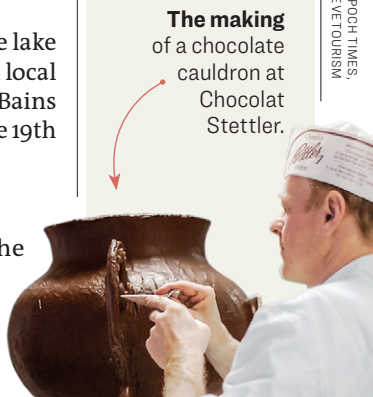 e lake
local
Bains
e 19th
he
The making
of a chocolate
cauldron at
Chocolat
Stettler.
POCH TIMES,
EVETOURISM